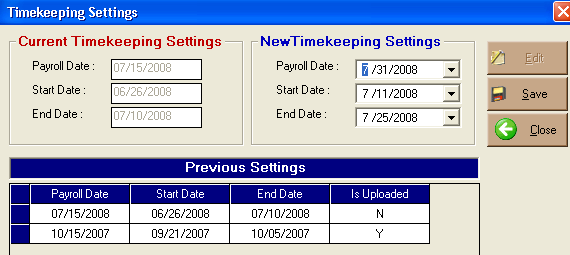 Timekeeping Settings
Current Timekeeping Settings
Payroll Date : 07/15/2008
Start Date : 06/26/2008
End Date : 07/10/2008
NewTimekeeping Settings
Payroll Date : 7 /31/2008
Start Date : 7 /11/2008
End Date : 7 /25/2008
Edit
Save
Close
Previous Settings
Payroll Date Start Date End Date Is Uploaded
07/15/2008 06/26/2008 07/10/2008 N
10/15/2007 09/21/2007 10/05/2007 Y